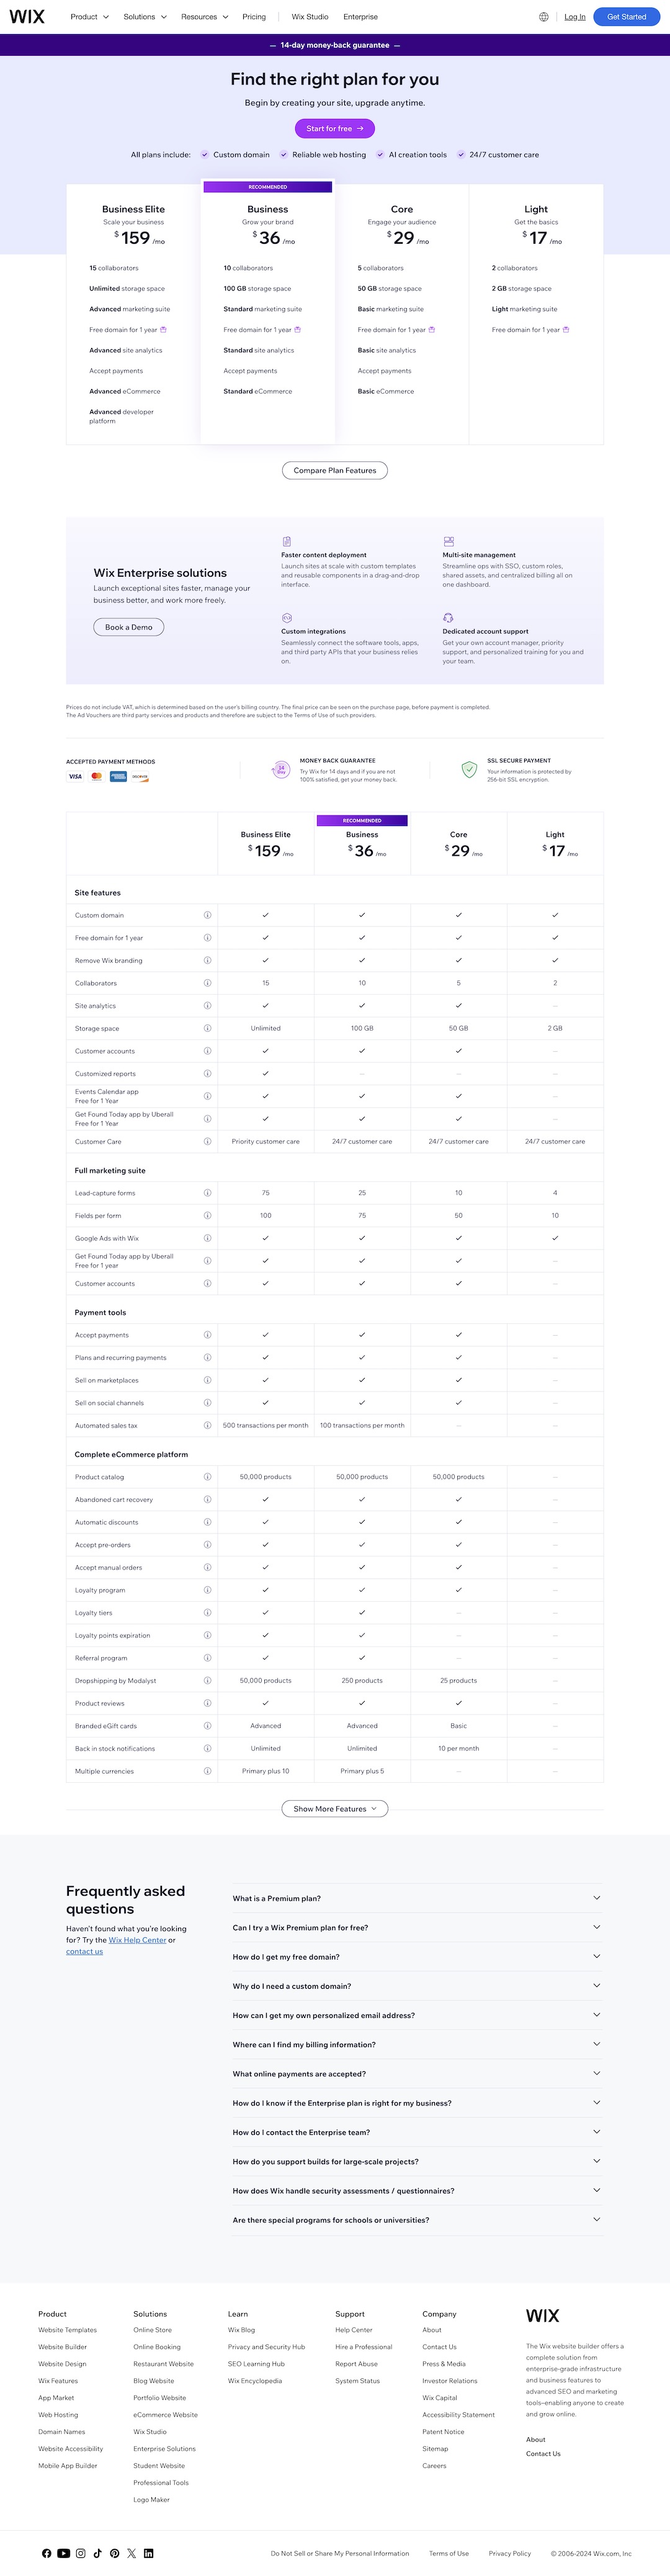 WIX
Product
Solutions
Resources
Pricing
Wix Studio
Enterprise
Log In
Get Started
— 14-day money-back guarantee —
Find the right plan for you
Begin by creating your site, upgrade anytime.
Start for free →
All plans include: Custom domain Reliable web hosting AI creation tools 24/7 customer care
Business Elite
Scale your business
$ 159 /mo
15 collaborators
Unlimited storage space
Advanced marketing suite
Free domain for 1 year
Advanced site analytics
Accept payments
Advanced eCommerce
Advanced developer
platform
RECOMMENDED
Business
Grow your brand
$ 36 /mo
10 collaborators
100 GB storage space
Standard marketing suite
Free domain for 1 year
Standard site analytics
Accept payments
Standard eCommerce
Core
Engage your audience
$ 29 /mo
5 collaborators
50 GB storage space
Basic marketing suite
Free domain for 1 year
Basic site analytics
Accept payments
Basic eCommerce
Light
Get the basics
$ 17 /mo
2 collaborators
2 GB storage space
Light marketing suite
Free domain for 1 year
Compare Plan Features
Wix Enterprise solutions
Launch exceptional sites faster, manage your
business better, and work more freely.
Book a Demo
Faster content deployment
Launch sites at scale with custom templates
and reusable components in a drag-and-drop
interface.
Multi-site management
Streamline ops with SSO, custom roles,
shared assets, and centralized billing all on
one dashboard.
Custom integrations
Seamlessly connect the software tools, apps,
and third party APIs that your business relies
on.
Dedicated account support
Get your own account manager, priority
support, and personalized training for you and
your team.
Prices do not include VAT, which is determined based on the user's billing country. The final price can be seen on the purchase page, before payment is completed.
The Ad Vouchers are third party services and products and therefore are subject to the Terms of Use of such providers.
ACCEPTED PAYMENT METHODS
VISA
MONEY BACK GUARANTEE
Try Wix for 14 days and if you are not
100% satisfied, get your money back.
SSL SECURE PAYMENT
Your information is protected by
256-bit SSL encryption.
RECOMMENDED
Business Elite Business Core Light
$ 159 /mo $ 36 /mo $ 29 /mo $ 17 /mo
Site features
Custom domain
Free domain for 1 year
Remove Wix branding
Collaborators 15 10 5 2
Site analytics —
Storage space Unlimited 100 GB 50 GB 2 GB
Customer accounts —
Customized reports — — —
Events Calendar app
Free for 1 Year —
Get Found Today app by Uberall
Free for 1 Year —
Customer Care Priority customer care 24/7 customer care 24/7 customer care 24/7 customer care
Full marketing suite
Lead-capture forms 75 25 10 4
Fields per form 100 75 50 10
Google Ads with Wix
Get Found Today app by Uberall
Free for 1 year —
Customer accounts —
Payment tools
Accept payments —
Plans and recurring payments —
Sell on marketplaces —
Sell on social channels —
Automated sales tax 500 transactions per month 100 transactions per month — —
Complete eCommerce platform
Product catalog 50,000 products 50,000 products 50,000 products —
Abandoned cart recovery —
Automatic discounts —
Accept pre-orders —
Accept manual orders —
Loyalty program —
Loyalty tiers — —
Loyalty points expiration — —
Referral program — —
Dropshipping by Modalyst 50,000 products 250 products 25 products —
Product reviews —
Branded eGift cards Advanced Advanced Basic —
Back in stock notifications Unlimited Unlimited 10 per month —
Multiple currencies Primary plus 10 Primary plus 5 — —
Show More Features
Frequently asked
questions
Haven't found what you're looking
for? Try the Wix Help Center or
contact us
What is a Premium plan?
Can I try a Wix Premium plan for free?
How do I get my free domain?
Why do I need a custom domain?
How can I get my own personalized email address?
Where can I find my billing information?
What online payments are accepted?
How do I know if the Enterprise plan is right for my business?
How do I contact the Enterprise team?
How do you support builds for large-scale projects?
How does Wix handle security assessments / questionnaires?
Are there special programs for schools or universities?
Product
Website Templates
Website Builder
Website Design
Wix Features
App Market
Web Hosting
Domain Names
Website Accessibility
Mobile App Builder
Solutions
Online Store
Online Booking
Restaurant Website
Blog Website
Portfolio Website
eCommerce Website
Wix Studio
Enterprise Solutions
Student Website
Professional Tools
Logo Maker
Learn
Wix Blog
Privacy and Security Hub
SEO Learning Hub
Wix Encyclopedia
Support
Help Center
Hire a Professional
Report Abuse
System Status
Company
About
Contact Us
Press & Media
Investor Relations
Wix Capital
Accessibility Statement
Patent Notice
Sitemap
Careers
WIX
The Wix website builder offers a
complete solution from
enterprise-grade infrastructure
and business features to
advanced SEO and marketing
tools–enabling anyone to create
and grow online.
About
Contact Us
Do Not Sell or Share My Personal Information
Terms of Use
Privacy Policy
© 2006-2024 Wix.com, Inc